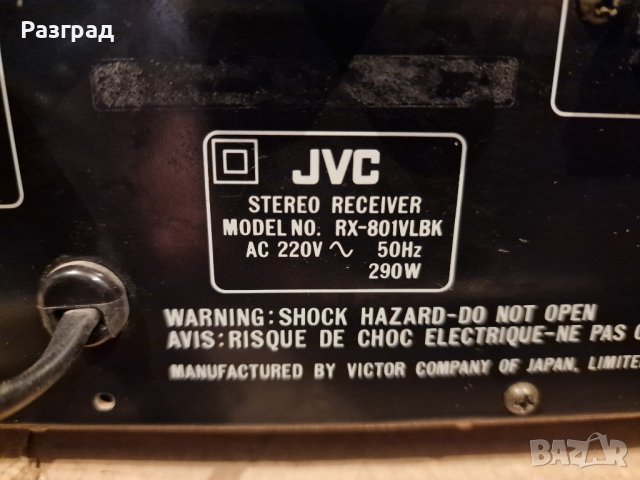 Разград
JVC
STEREO RECEIVER
MODEL NO. RX-801VLBK
AC 220V ∿ 50Hz
290W
WARNING: SHOCK HAZARD-DO NOT OPEN
AVIS: RISQUE DE CHOC ELECTRIQUE-NE PAS
MANUFACTURED BY VICTOR COMPANY OF JAPAN, LIMITE
BAZAR